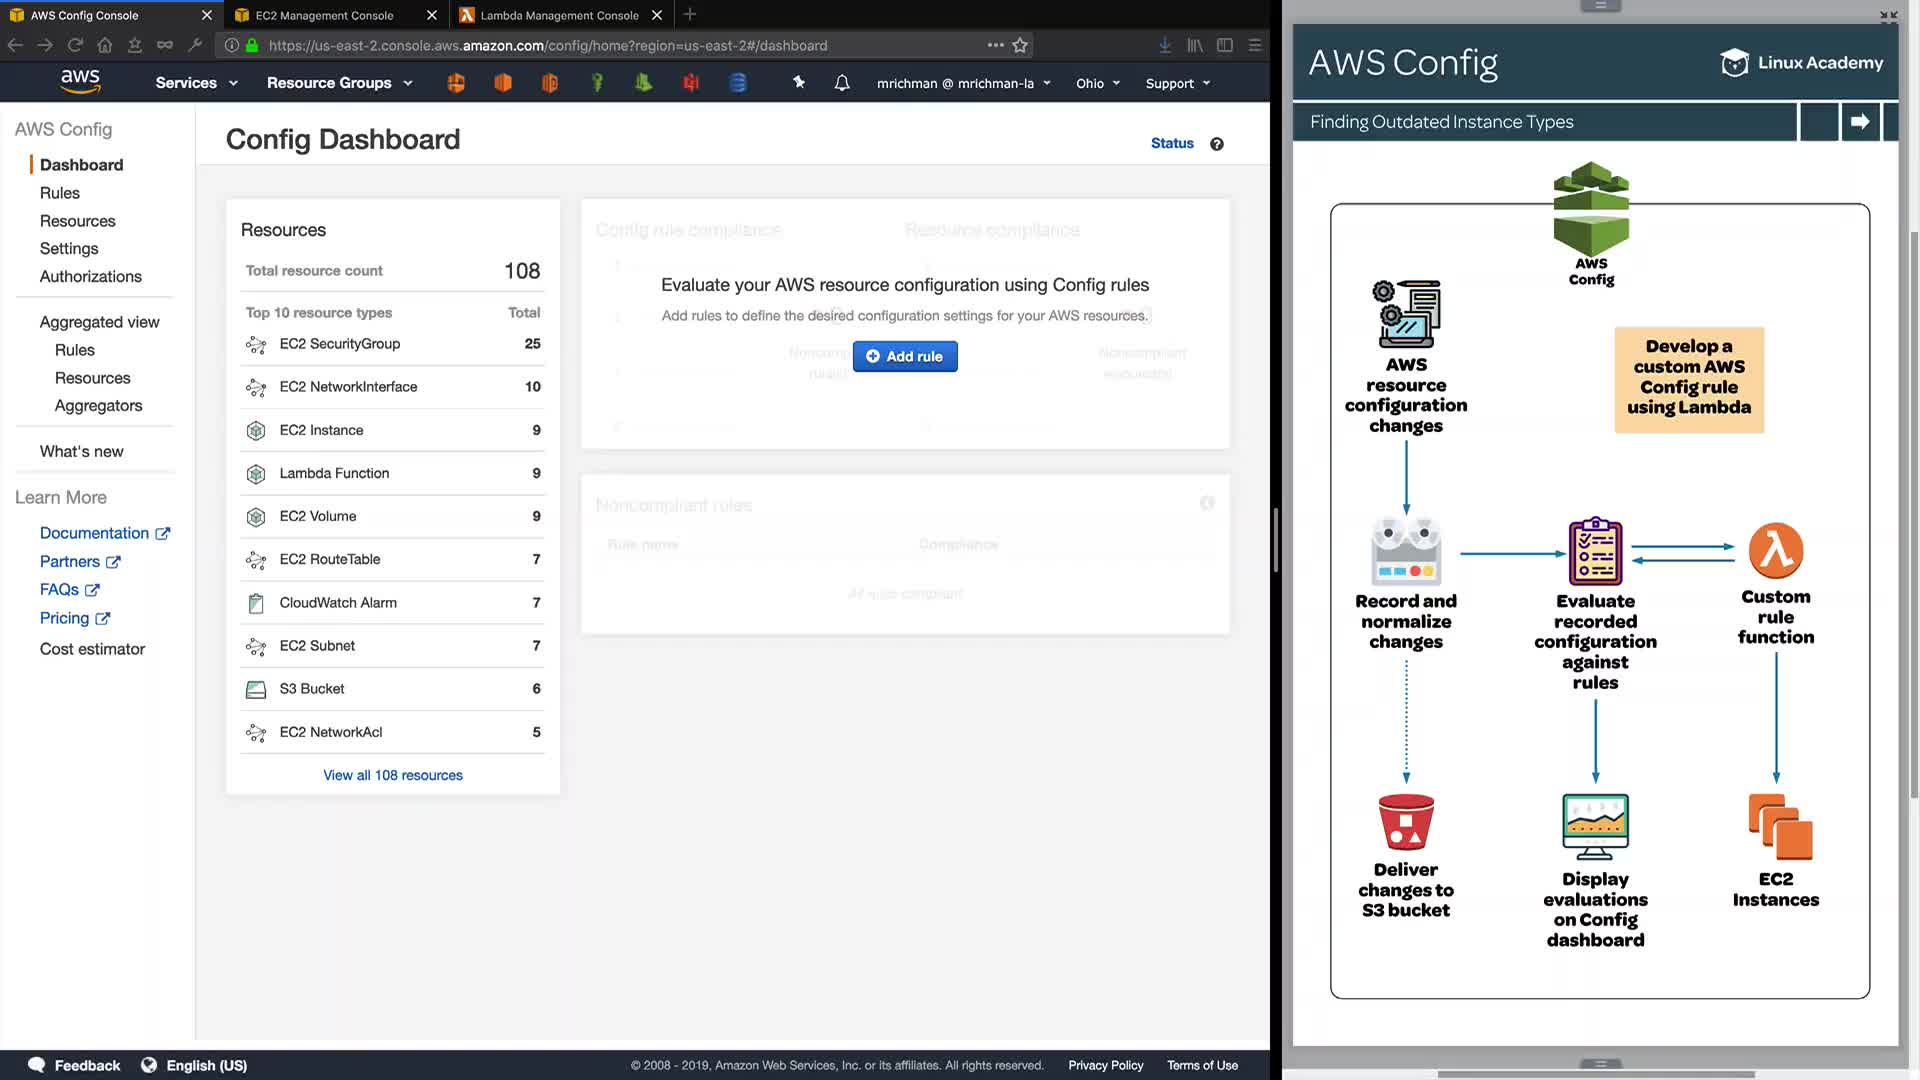 AWS Config Console
EC2 Management Console
Lambda Management Console
https://us-east-2.console.aws.amazon.com/config/home?region=us-east-2#/dashboard
aws
Services
Resource Groups
mrichman @ mrichman-la
Ohio
Support
AWS Config
Dashboard
Rules
Resources
Settings
Authorizations
Aggregated view
Rules
Resources
Aggregators
What's new
Learn More
Documentation
Partners
FAQs
Pricing
Cost estimator
Config Dashboard
Status
Resources
Total resource count 108
Top 10 resource types Total
EC2 SecurityGroup 25
EC2 NetworkInterface 10
EC2 Instance 9
Lambda Function 9
EC2 Volume 9
EC2 RouteTable 7
CloudWatch Alarm 7
EC2 Subnet 7
S3 Bucket 6
EC2 NetworkAcl 5
View all 108 resources
Config rule compliance
Resource compliance
Evaluate your AWS resource configuration using Config rules
Add rules to define the desired configuration settings for your AWS resources.
Add rule
Noncompliant rules
Rule name
Compliance
Feedback
English (US)
© 2008 - 2019, Amazon Web Services, Inc. or its affiliates. All rights reserved.
Privacy Policy
Terms of Use
AWS Config
Linux Academy
Finding Outdated Instance Types
AWS
Config
AWS
resource
configuration
changes
Develop a
custom AWS
Config rule
using Lambda
Record and
normalize
changes
Evaluate
recorded
configuration
against
rules
Custom
rule
function
Deliver
changes to
S3 bucket
Display
evaluations
on Config
dashboard
EC2
Instances